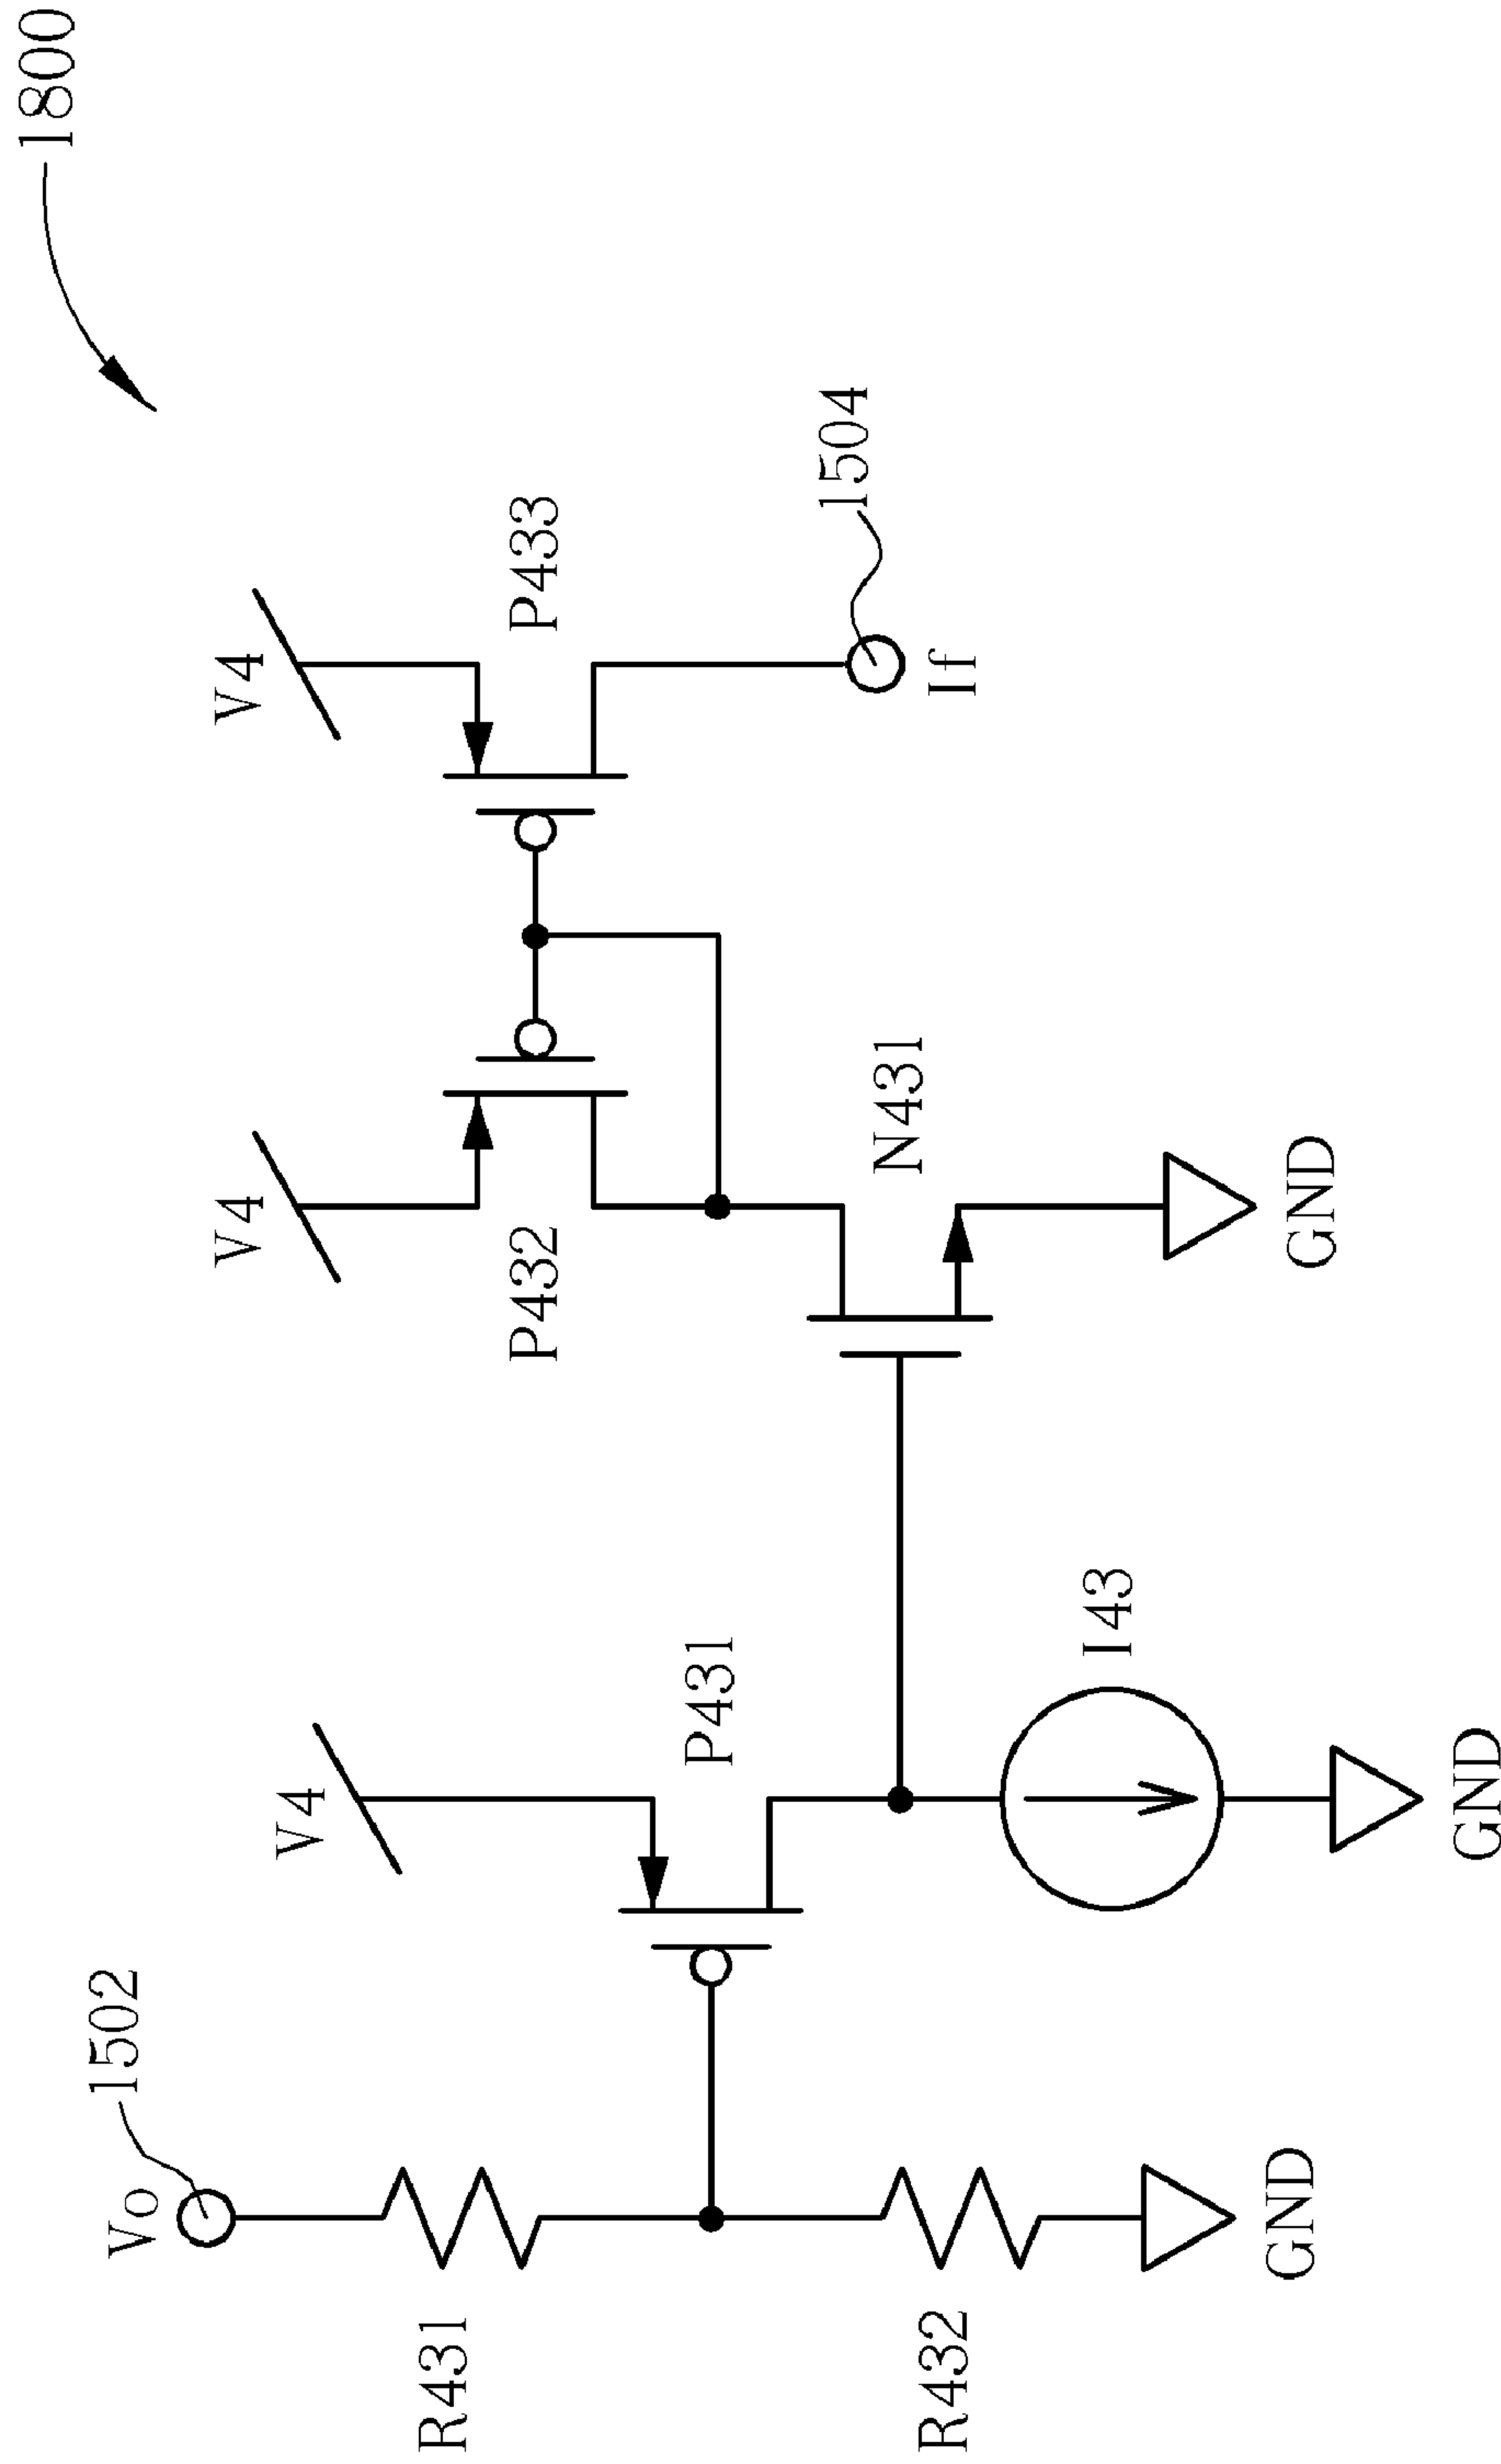 1800
Vo
1502
R431
R432
GND
V4
P431
I43
GND
V4
P432
N431
GND
V4
P433
1504
If